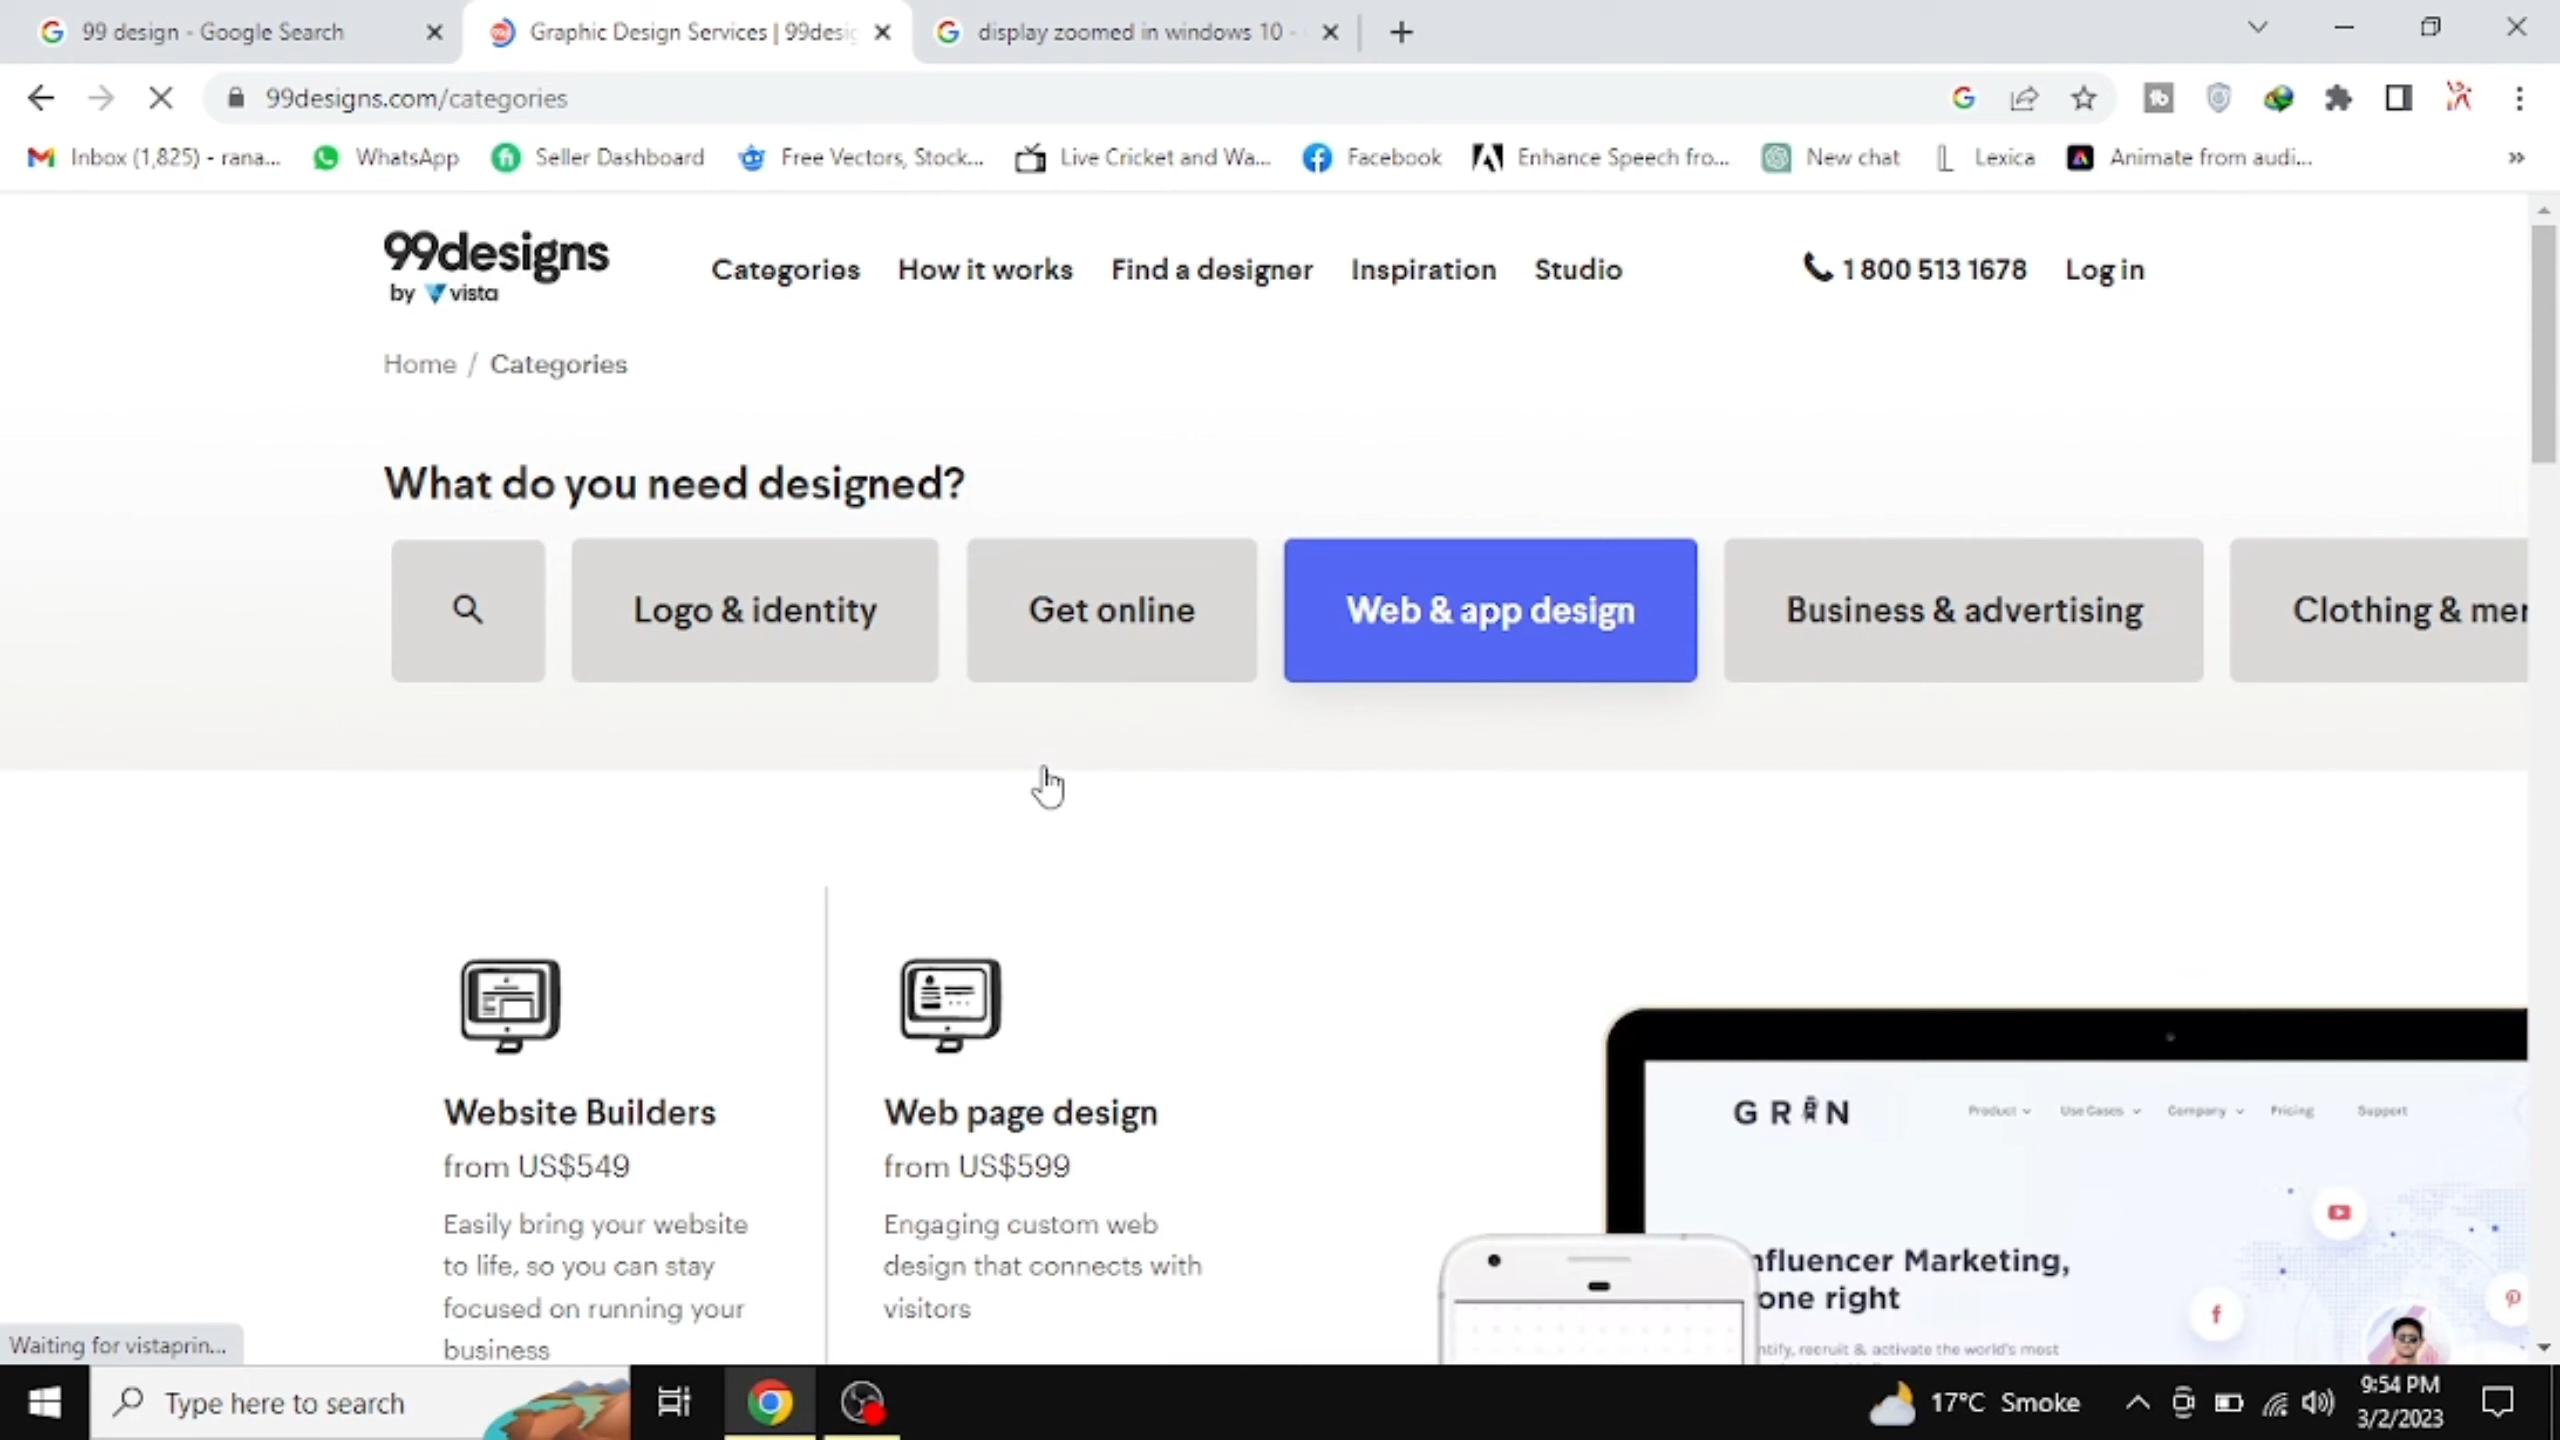 99 design - Google Search
Graphic Design Services | 99desig
display zoomed in windows 10 -
99designs.com/categories
Inbox (1,825) - rana...
WhatsApp
Seller Dashboard
Free Vectors, Stock...
Live Cricket and Wa...
Facebook
Enhance Speech fro...
New chat
Lexica
Animate from audi...
99designs
by vista
Categories
How it works
Find a designer
Inspiration
Studio
1 800 513 1678
Log in
Home / Categories
What do you need designed?
Logo & identity
Get online
Web & app design
Business & advertising
Clothing & mer
Website Builders
from US$549
Easily bring your website
to life, so you can stay
focused on running your
business
Web page design
from US$599
Engaging custom web
design that connects with
visitors
GRIN
Product
Use Cases
Company
Pricing
Support
nfluencer Marketing,
one right
ntify, recruit & activate the world's most
Waiting for vistaprin...
Type here to search
17°C Smoke
9:54 PM
3/2/2023